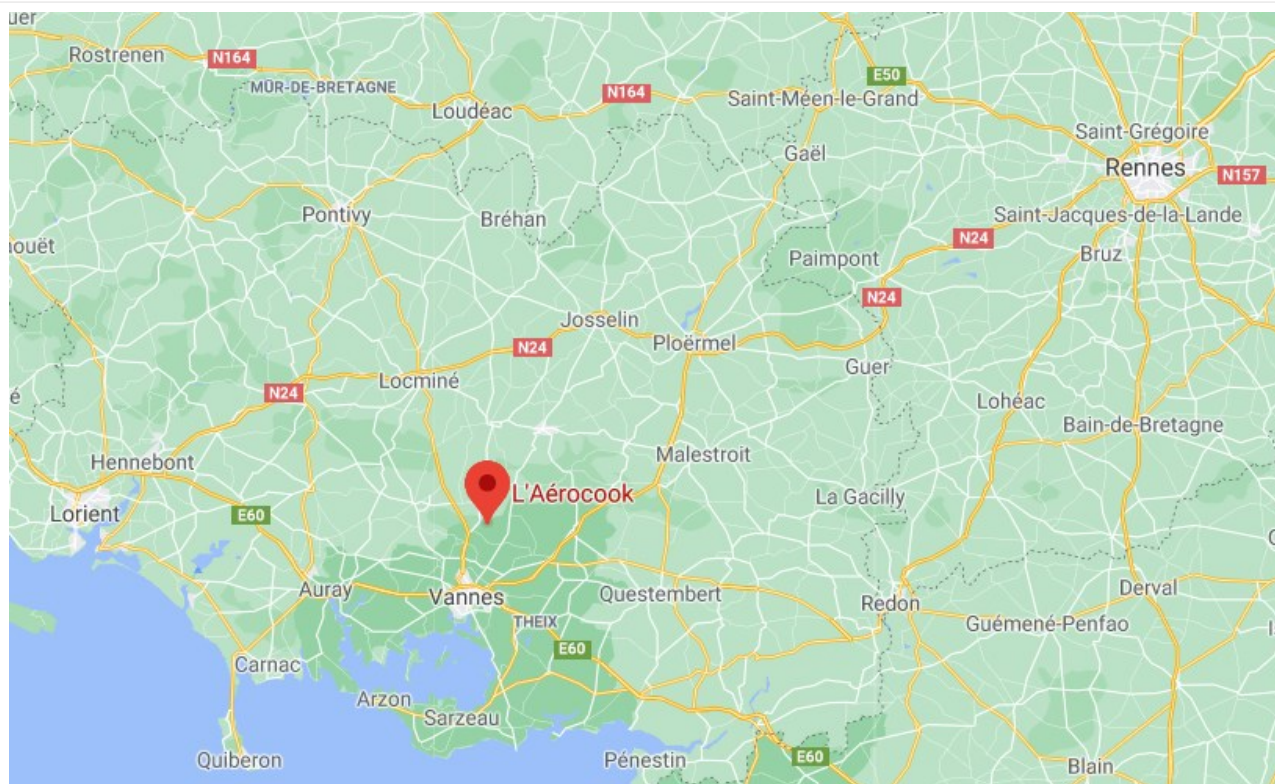 Rostrenen
N164
MÛR-DE-BRETAGNE
Loudéac
N164
E50
Saint-Méen-le-Grand
Saint-Grégoire
Gaël
Rennes
N157
Pontivy
Bréhan
Saint-Jacques-de-la-Lande
N24
Bruz
Paimpont
N24
Josselin
Ploërmel
N24
Guer
Locminé
N24
Lohéac
Bain-de-Bretagne
Malestroit
Hennebont
La Gacilly
L'Aérocook
Lorient
E60
Auray
Vannes
Questembert
Redon
Derval
THEIX
Guémené-Penfao
E60
Carnac
Arzon
Sarzeau
Quiberon
Pénestin
E60
Blain